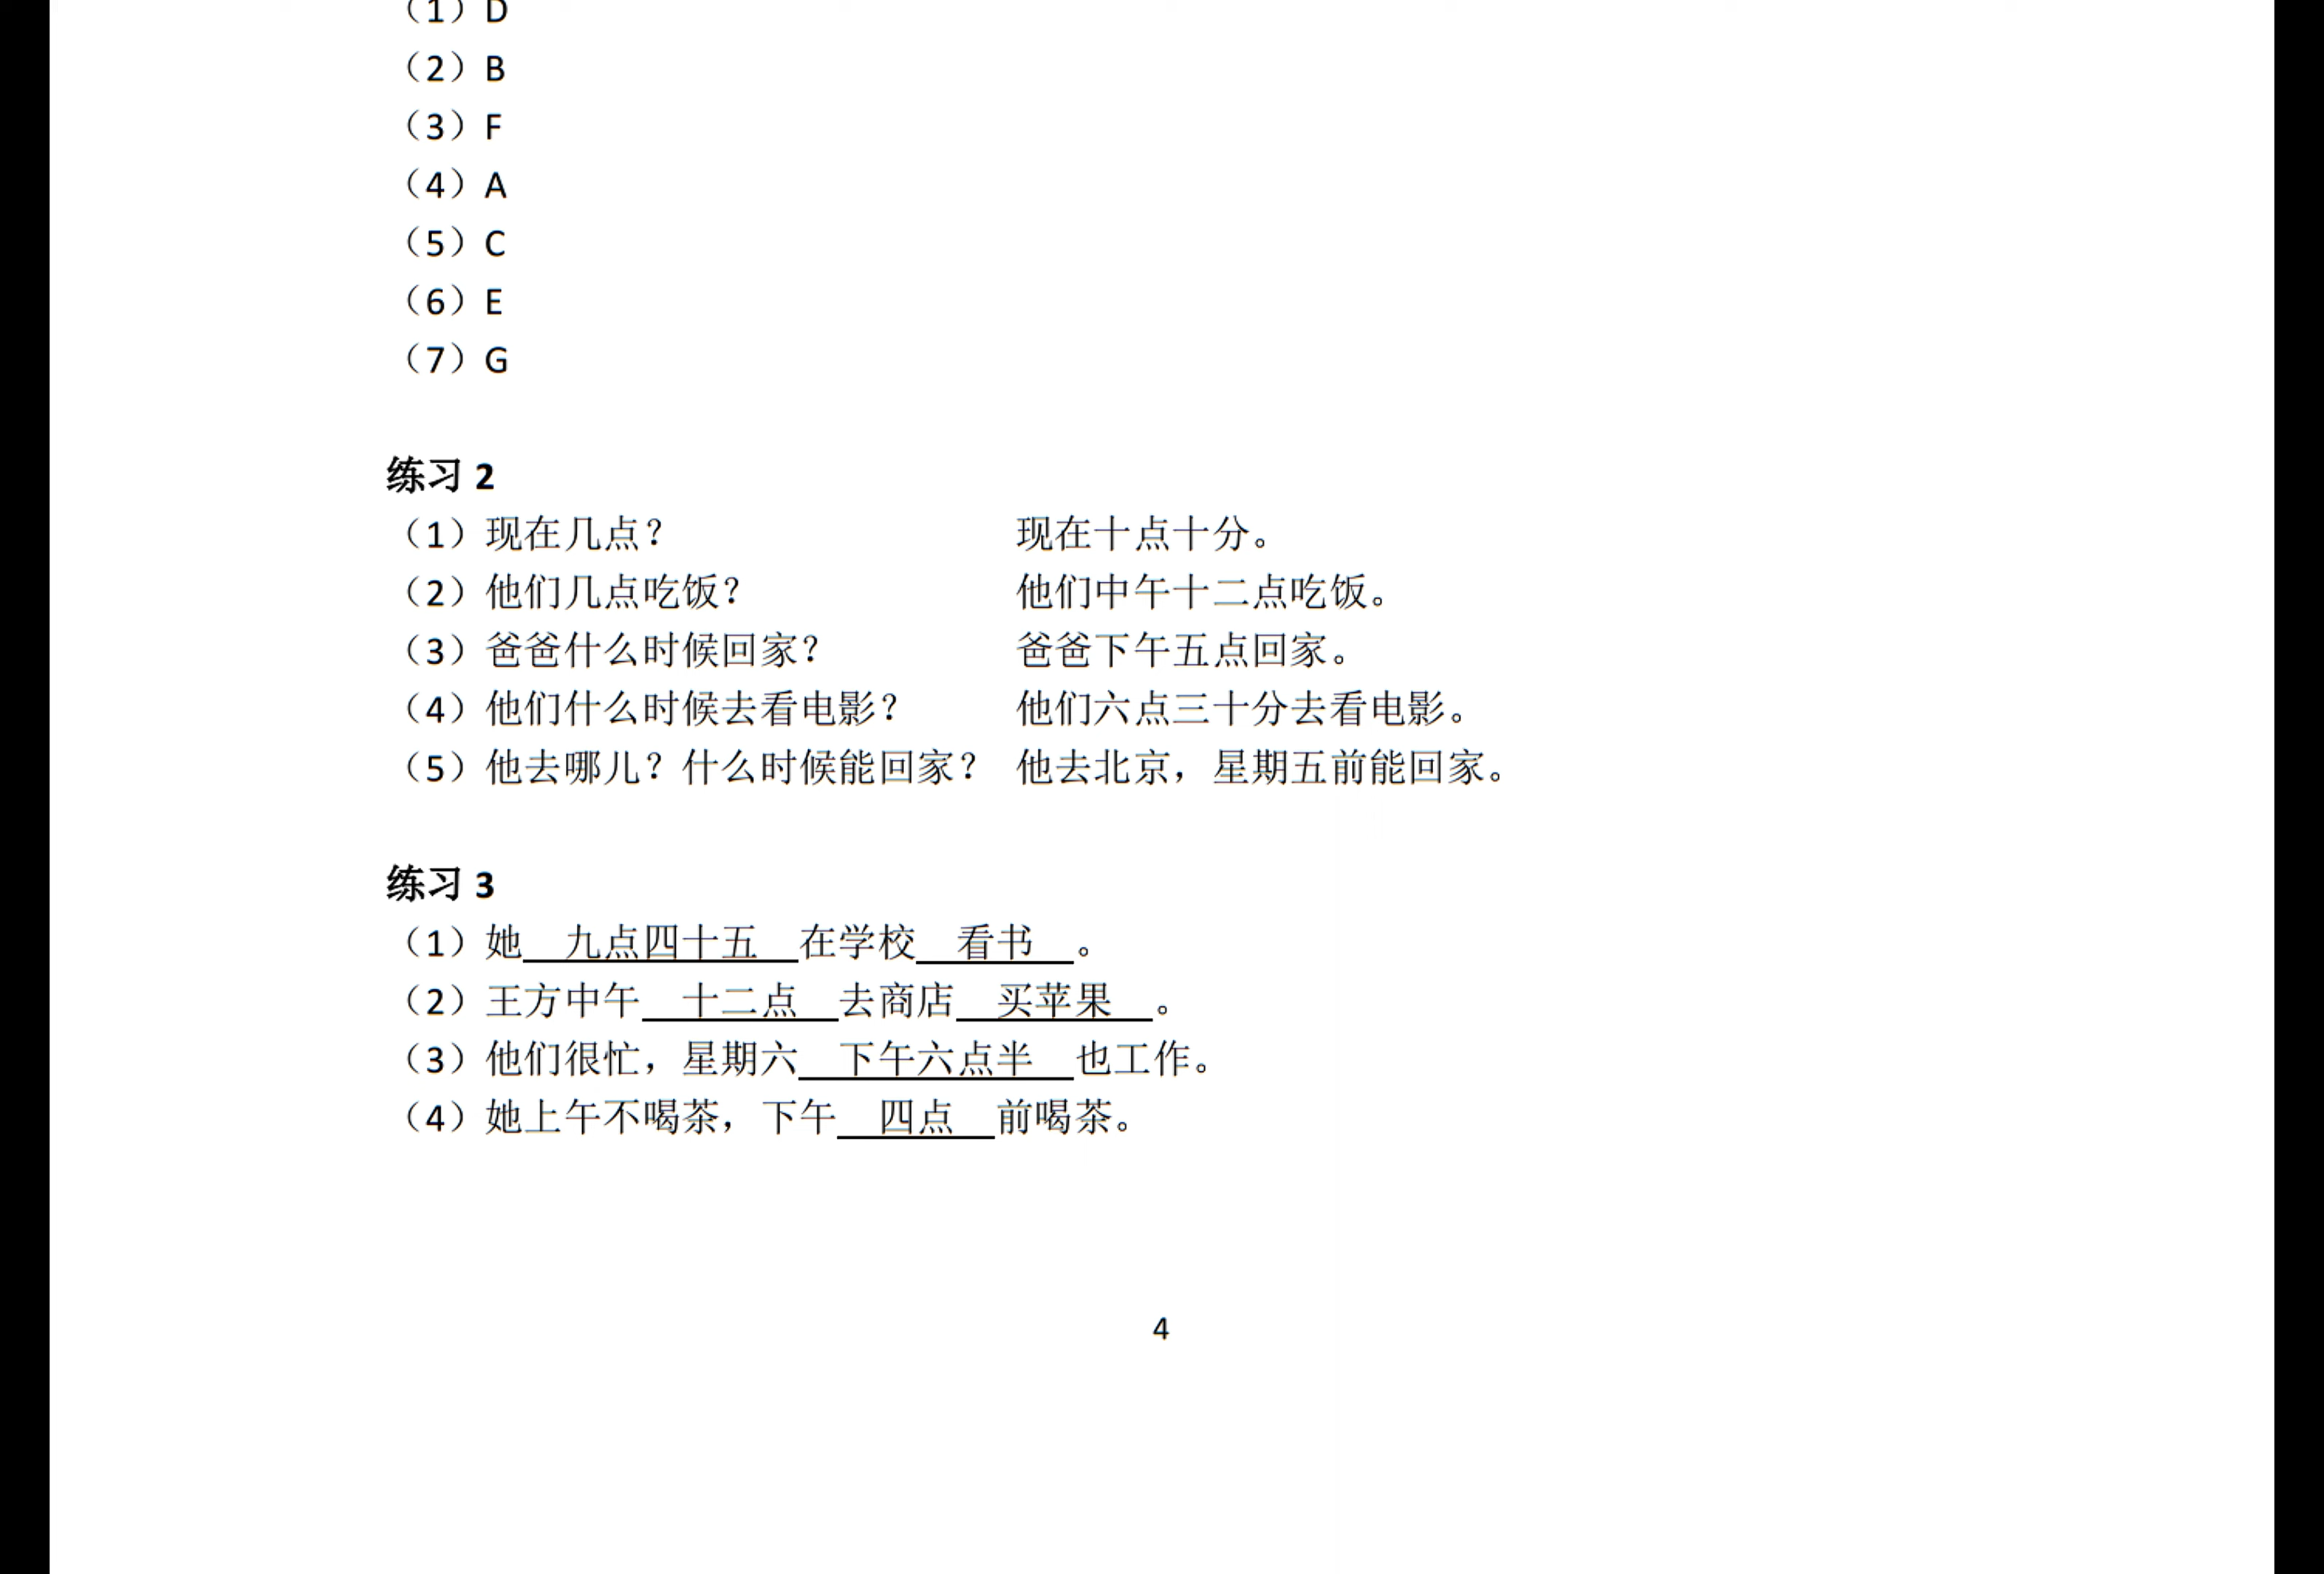 （1）D
（2）B
（3）F
（4）A
（5）C
（6）E
（7）G
练习 2
（1）现在几点？ 现在十点十分。
（2）他们几点吃饭？ 他们中午十二点吃饭。
（3）爸爸什么时候回家？ 爸爸下午五点回家。
（4）他们什么时候去看电影？ 他们六点三十分去看电影。
（5）他去哪儿？什么时候能回家？ 他去北京，星期五前能回家。
练习 3
（1）她 九点四十五 在学校 看书 。
（2）王方中午 十二点 去商店 买苹果 。
（3）他们很忙，星期六 下午六点半 也工作。
（4）她上午不喝茶，下午 四点 前喝茶。
4